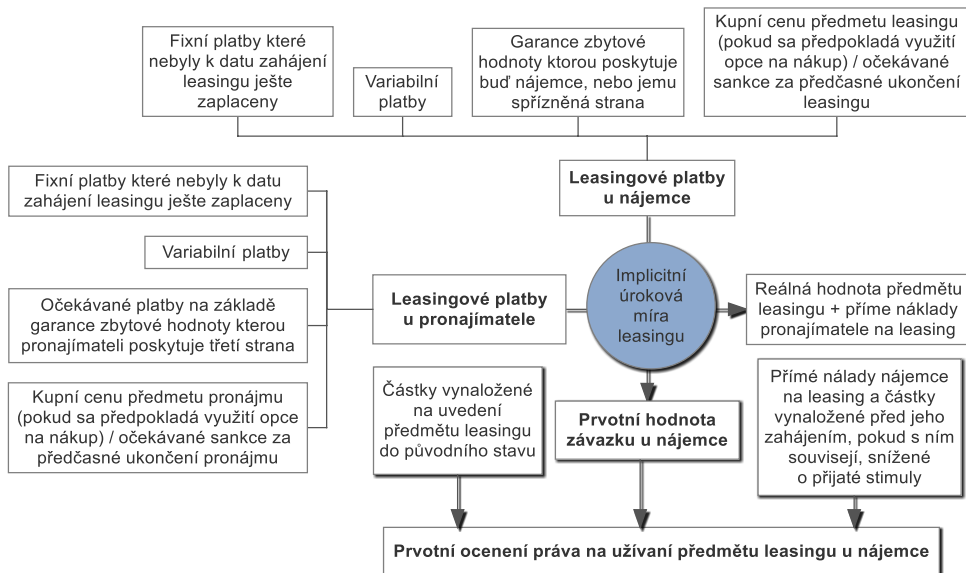 Fixní platby které
nebyly k datu zahájení
leasingu ješte
zaplaceny
Variabilní
platby
Garance zbytové
hodnoty ktorou poskytuje
buď nájemce, nebo jemu
spřízněná strana
Kupní cenu předmetu leasingu
(pokud sa předpokladá využití
opce na nákup) / očekávané
sankce za předčasné ukončení
leasingu
Leasingové platby
u nájemce
Fixní platby které nebyly k datu
zahájení leasingu ješte zaplaceny
Variabilní platby
Očekávané platby na základě
garance zbytové hodnoty kterou
pronajímateli poskytuje třetí strana
Kupní cenu předmetu pronájmu
(pokud sa předpokladá využití opce
na nákup) / očekávané sankce za
předčasné ukončení pronájmu
Leasingové platby
u pronajímatele
Implicitní
úroková
míra
leasingu
Reálná hodnota předmětu
leasingu + příme náklady
pronajímatele na leasing
Částky vynaložené
na uvedení
předmětu leasingu
do původního stavu
Prvotní hodnota
závazku u nájemce
Přímé nálady nájemce
na leasing a částky
vynaložené před jeho
zahájením, pokud s ním
souvisejí, snížené
o přijaté stimuly
Prvotní ocenení práva na užívaní předmětu leasingu u nájemce